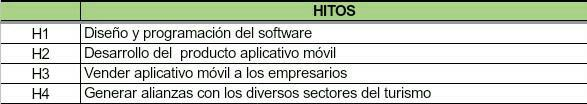 HITOS
H1 Diseño y programación del software
H2 Desarrollo del producto aplicativo móvil
H3 Vender aplicativo móvil a los empresarios
H4 Generar alianzas con los diversos sectores del turismo